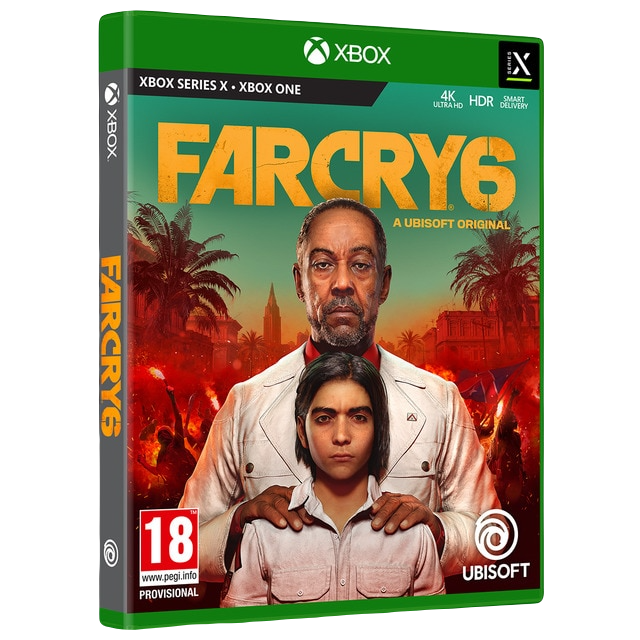 XBOX
SERIES X
XBOX SERIES X • XBOX ONE
4K
ULTRA HD
HDR
SMART
DELIVERY
FARCRY6®
A UBISOFT ORIGINAL
XBOX
FARCRY6
18™
www.pegi.info
PROVISIONAL
UBISOFT